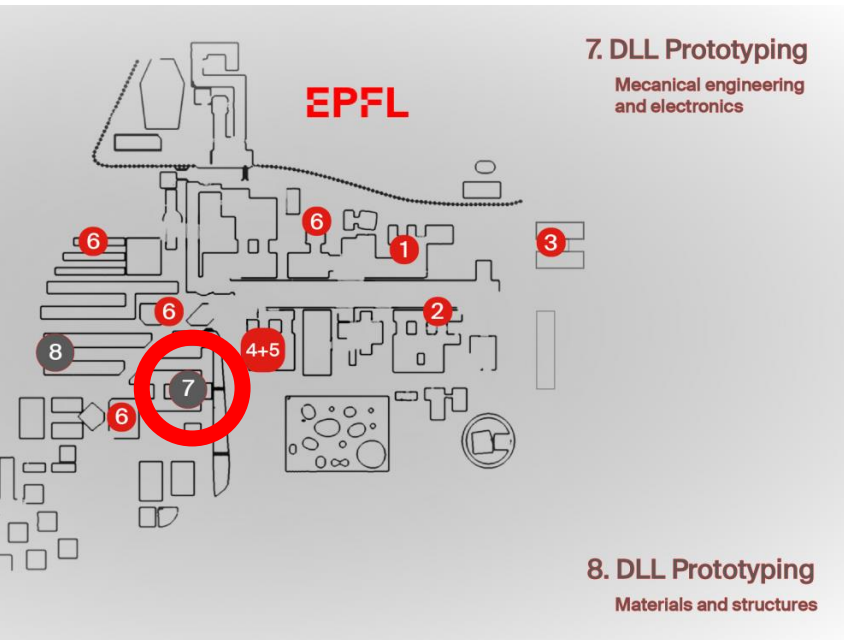 7. DLL Prototyping
Mecanical engineering
and electronics
EPFL
6
6
1
3
6
2
8
4+5
7
6
8. DLL Prototyping
Materials and structures